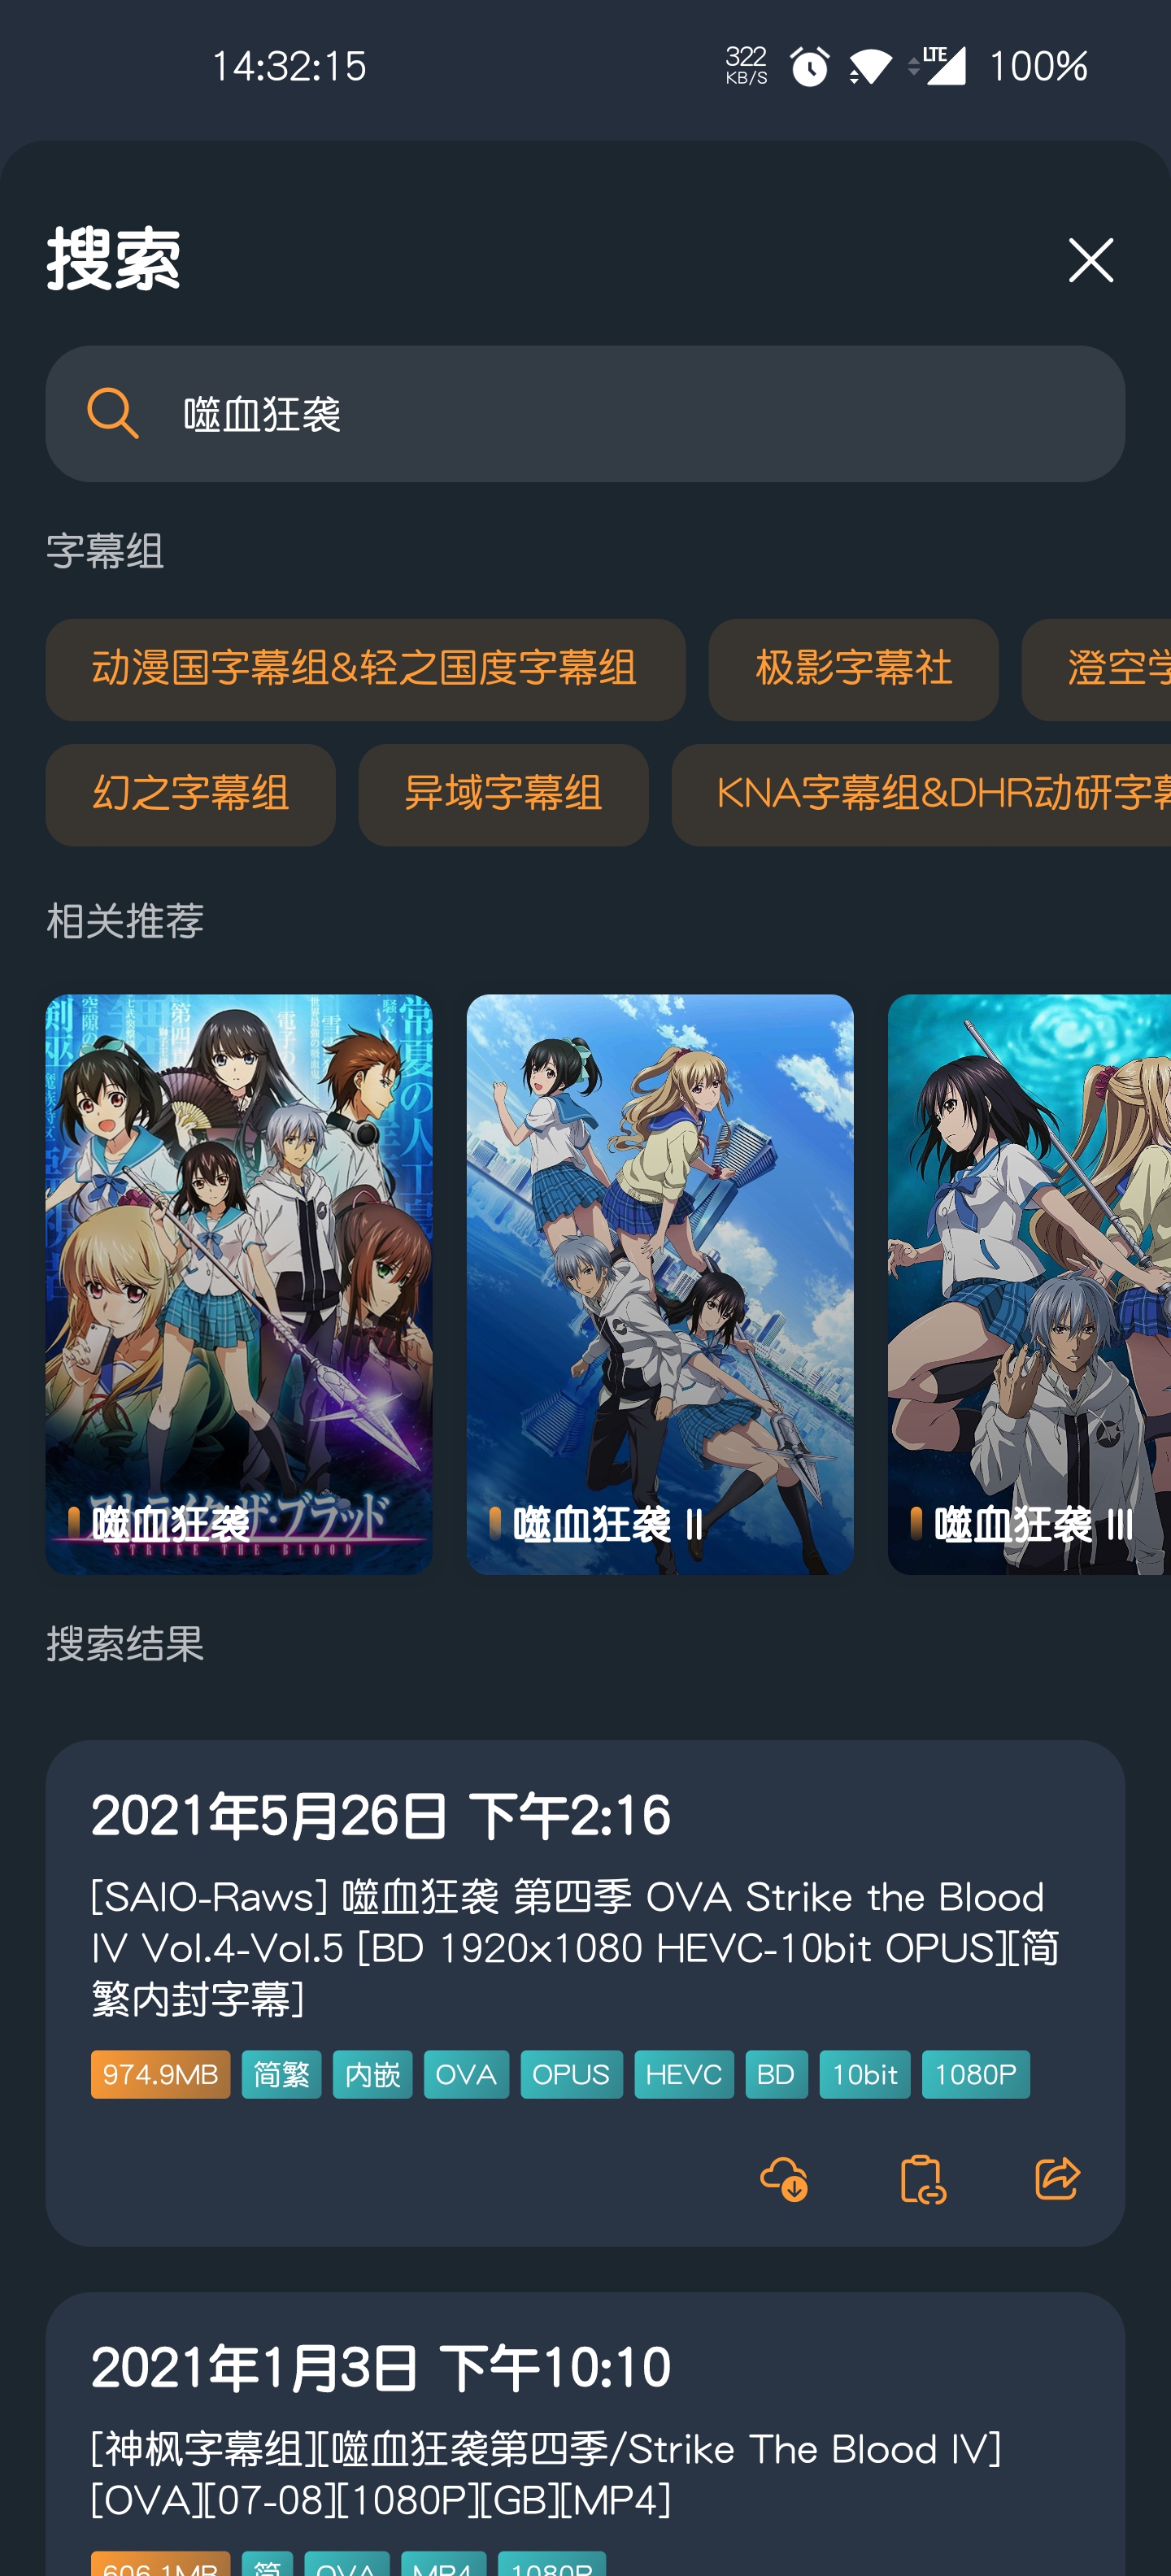 14:32:15
322
KB/S
LTE
100%
搜索
噬血狂袭
字幕组
动漫国字幕组&轻之国度字幕组
极影字幕社
澄空学
幻之字幕组
异域字幕组
KNA字幕组&DHR动研字幕
相关推荐
噬血狂袭
STRIKE THE BLOOD
噬血狂袭 II
噬血狂袭 III
搜索结果
2021年5月26日 下午2:16
[SAIO-Raws] 噬血狂袭 第四季 OVA Strike the Blood
IV Vol.4-Vol.5 [BD 1920x1080 HEVC-10bit OPUS][简
繁内封字幕]
974.9MB 简繁 内嵌 OVA OPUS HEVC BD 10bit 1080P
2021年1月3日 下午10:10
[神枫字幕组][噬血狂袭第四季/Strike The Blood IV]
[OVA][07-08][1080P][GB][MP4]
606.1MB 简 OVA MP4 1080P